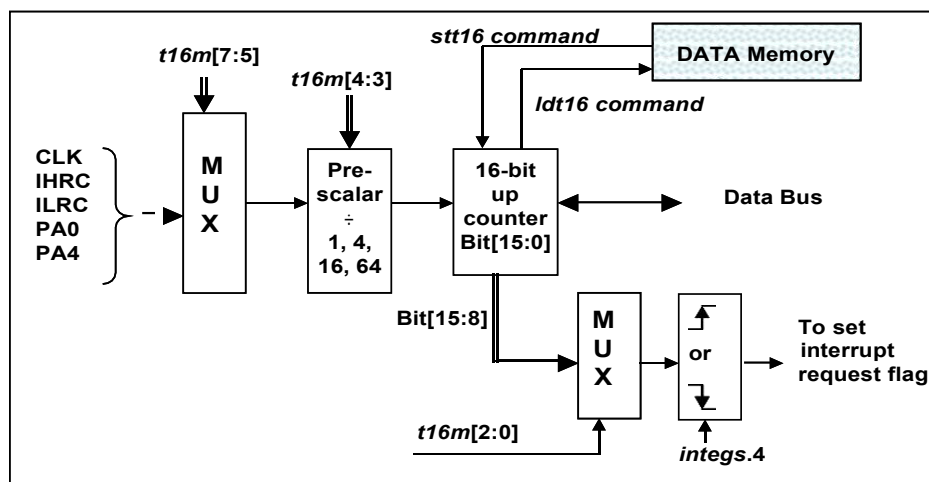 stt16 command
DATA Memory
t16m[7:5]
t16m[4:3]
ldt16 command
CLK
IHRC
ILRC
PA0
PA4
M
U
X
Pre-
scalar
÷
1, 4,
16, 64
16-bit
up
counter
Bit[15:0]
Data Bus
Bit[15:8]
M
U
X
or
To set
interrupt
request flag
t16m[2:0]
integs.4